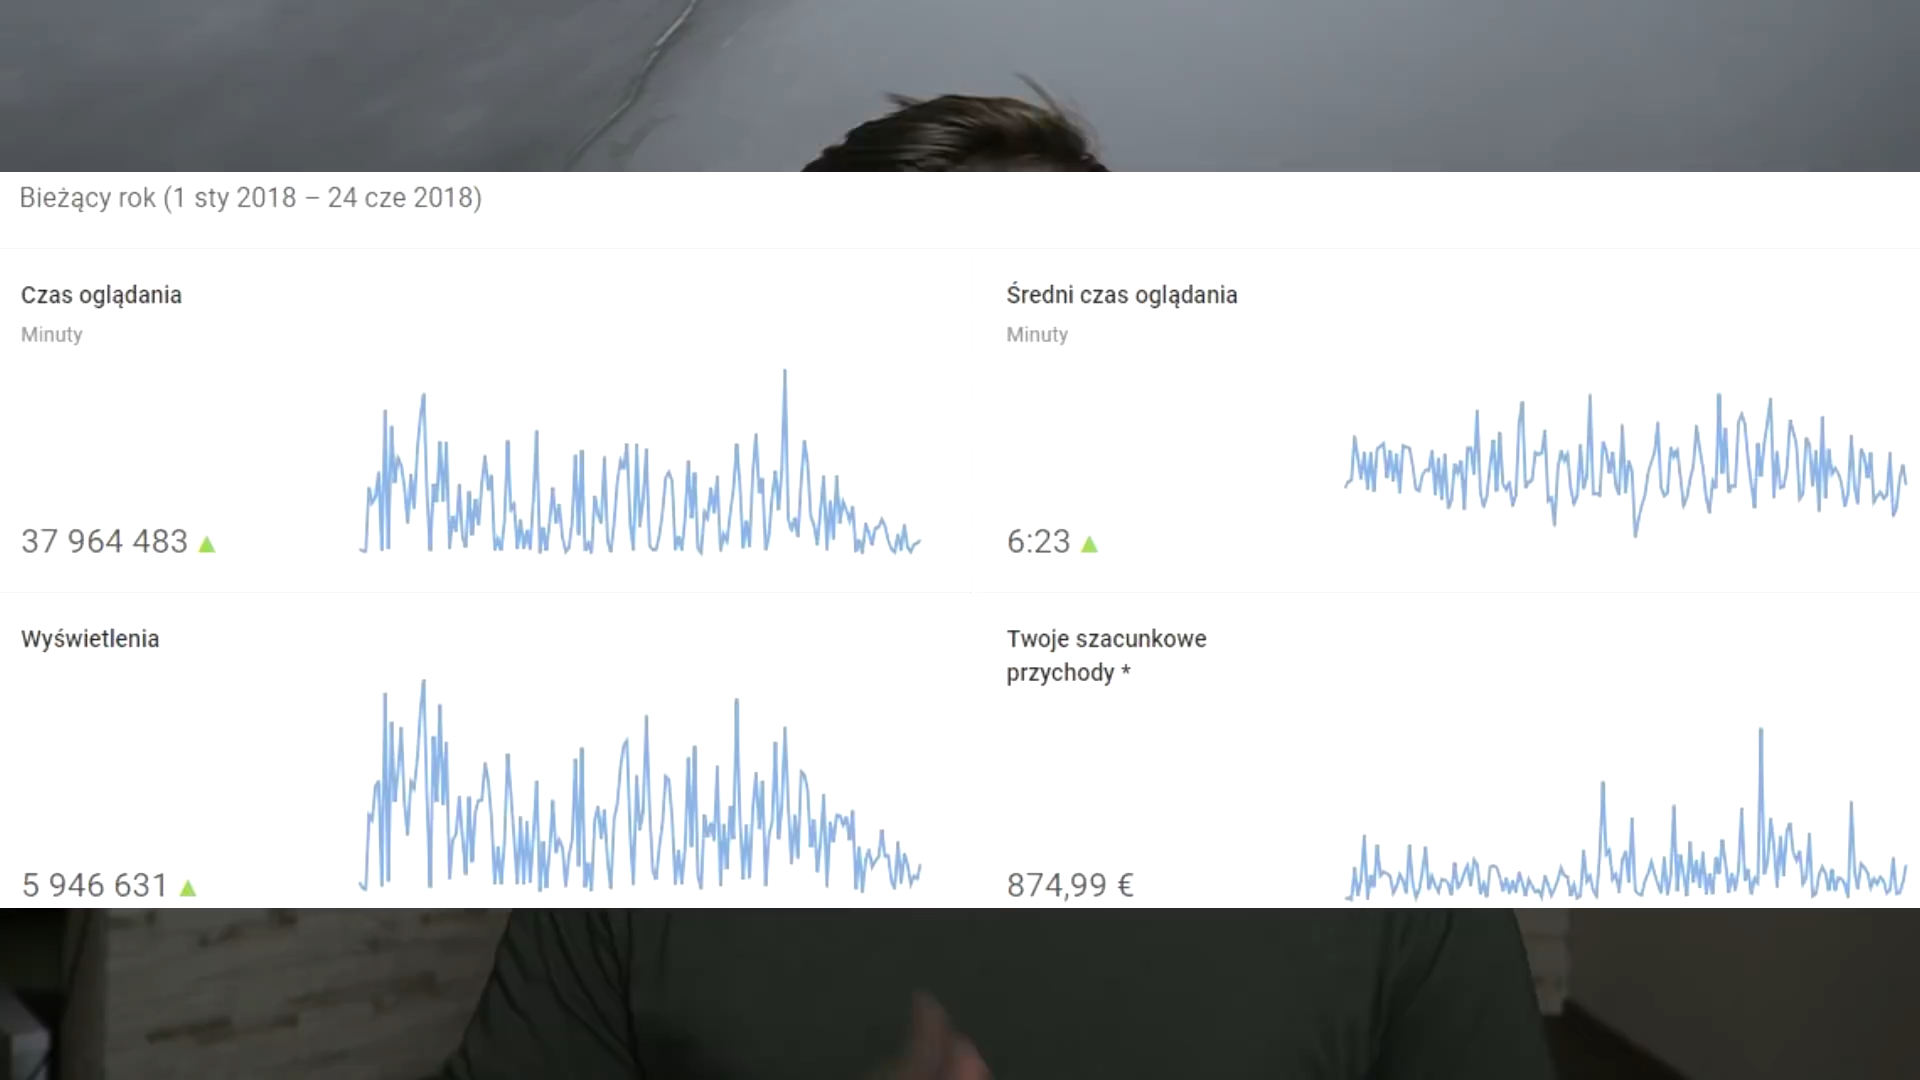 Bieżący rok (1 sty 2018 – 24 cze 2018)
Czas oglądania
Minuty
37 964 483
Średni czas oglądania
Minuty
6:23
Wyświetlenia
5 946 631
Twoje szacunkowe
przychody *
874,99 €